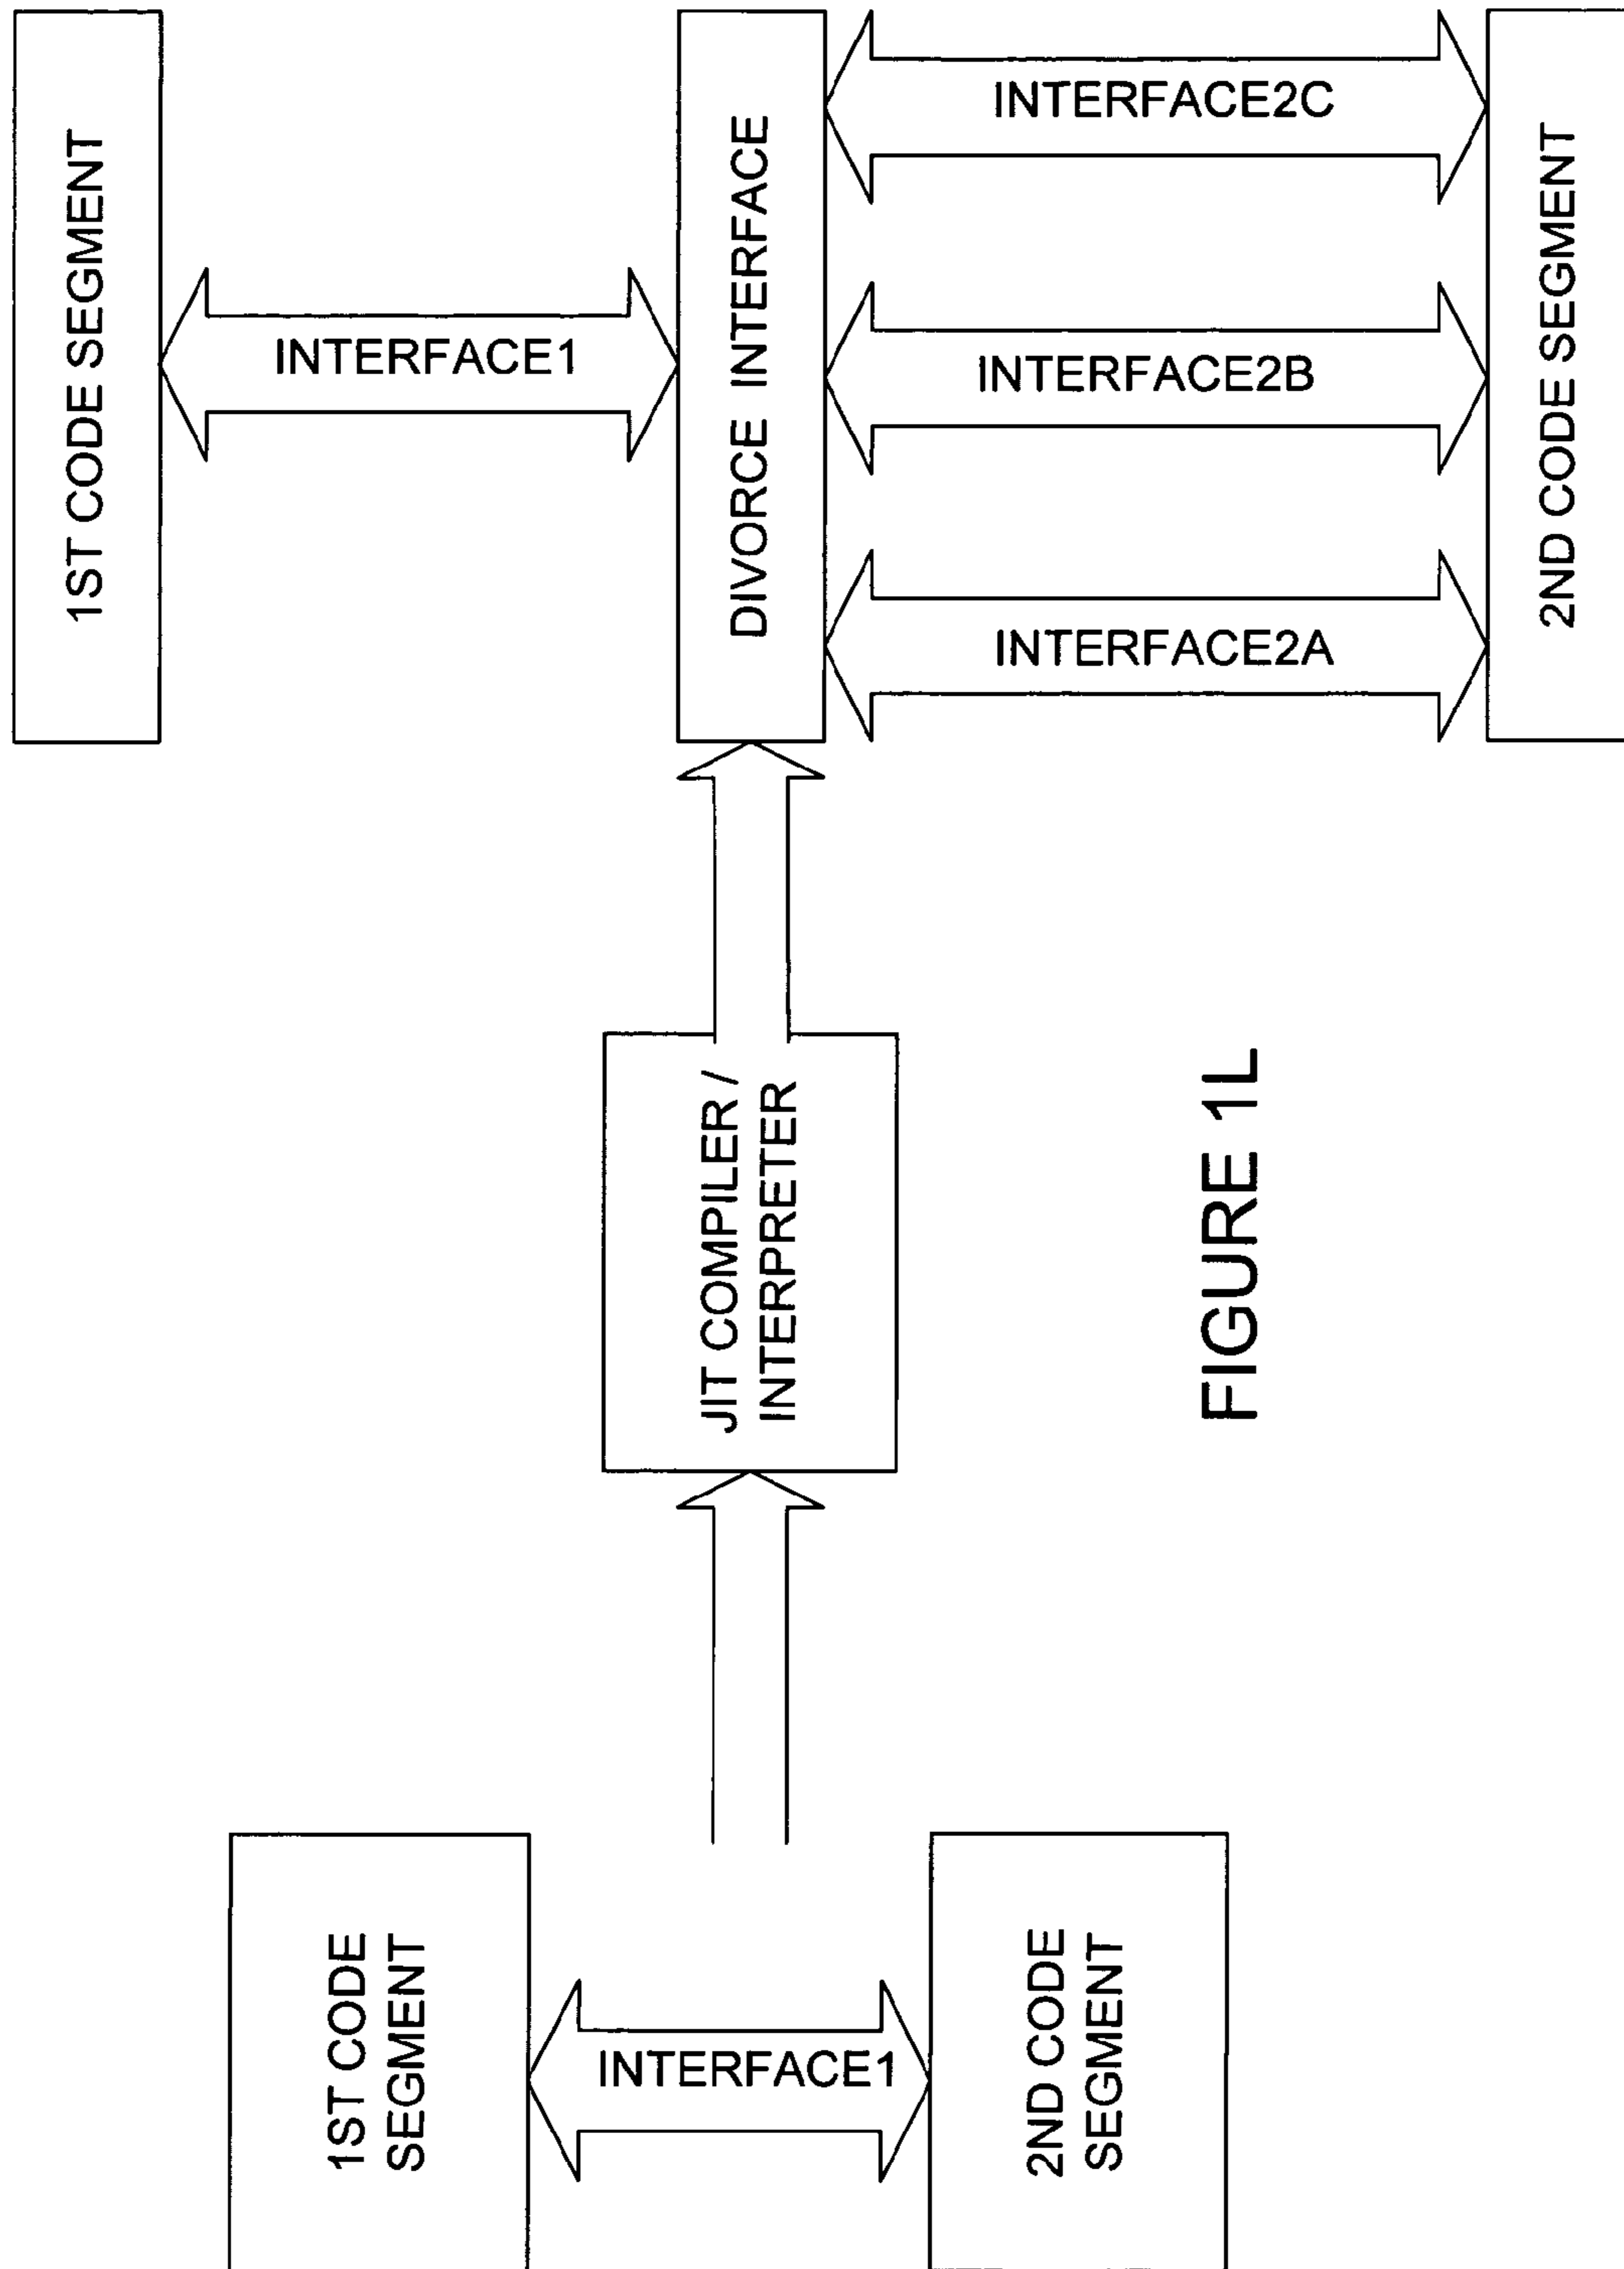 1ST CODE
SEGMENT
INTERFACE1
2ND CODE
SEGMENT
JIT COMPILER /
INTERPRETER
1ST CODE SEGMENT
INTERFACE1
DIVORCE INTERFACE
INTERFACE2A
INTERFACE2B
INTERFACE2C
2ND CODE SEGMENT
FIGURE 1L